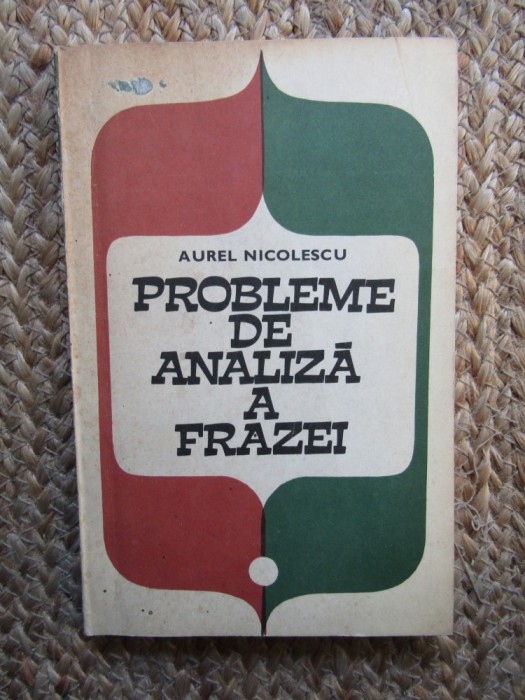 AUREL NICOLESCU
PROBLEME
DE
ANALIZĂ
A
FRAZEI